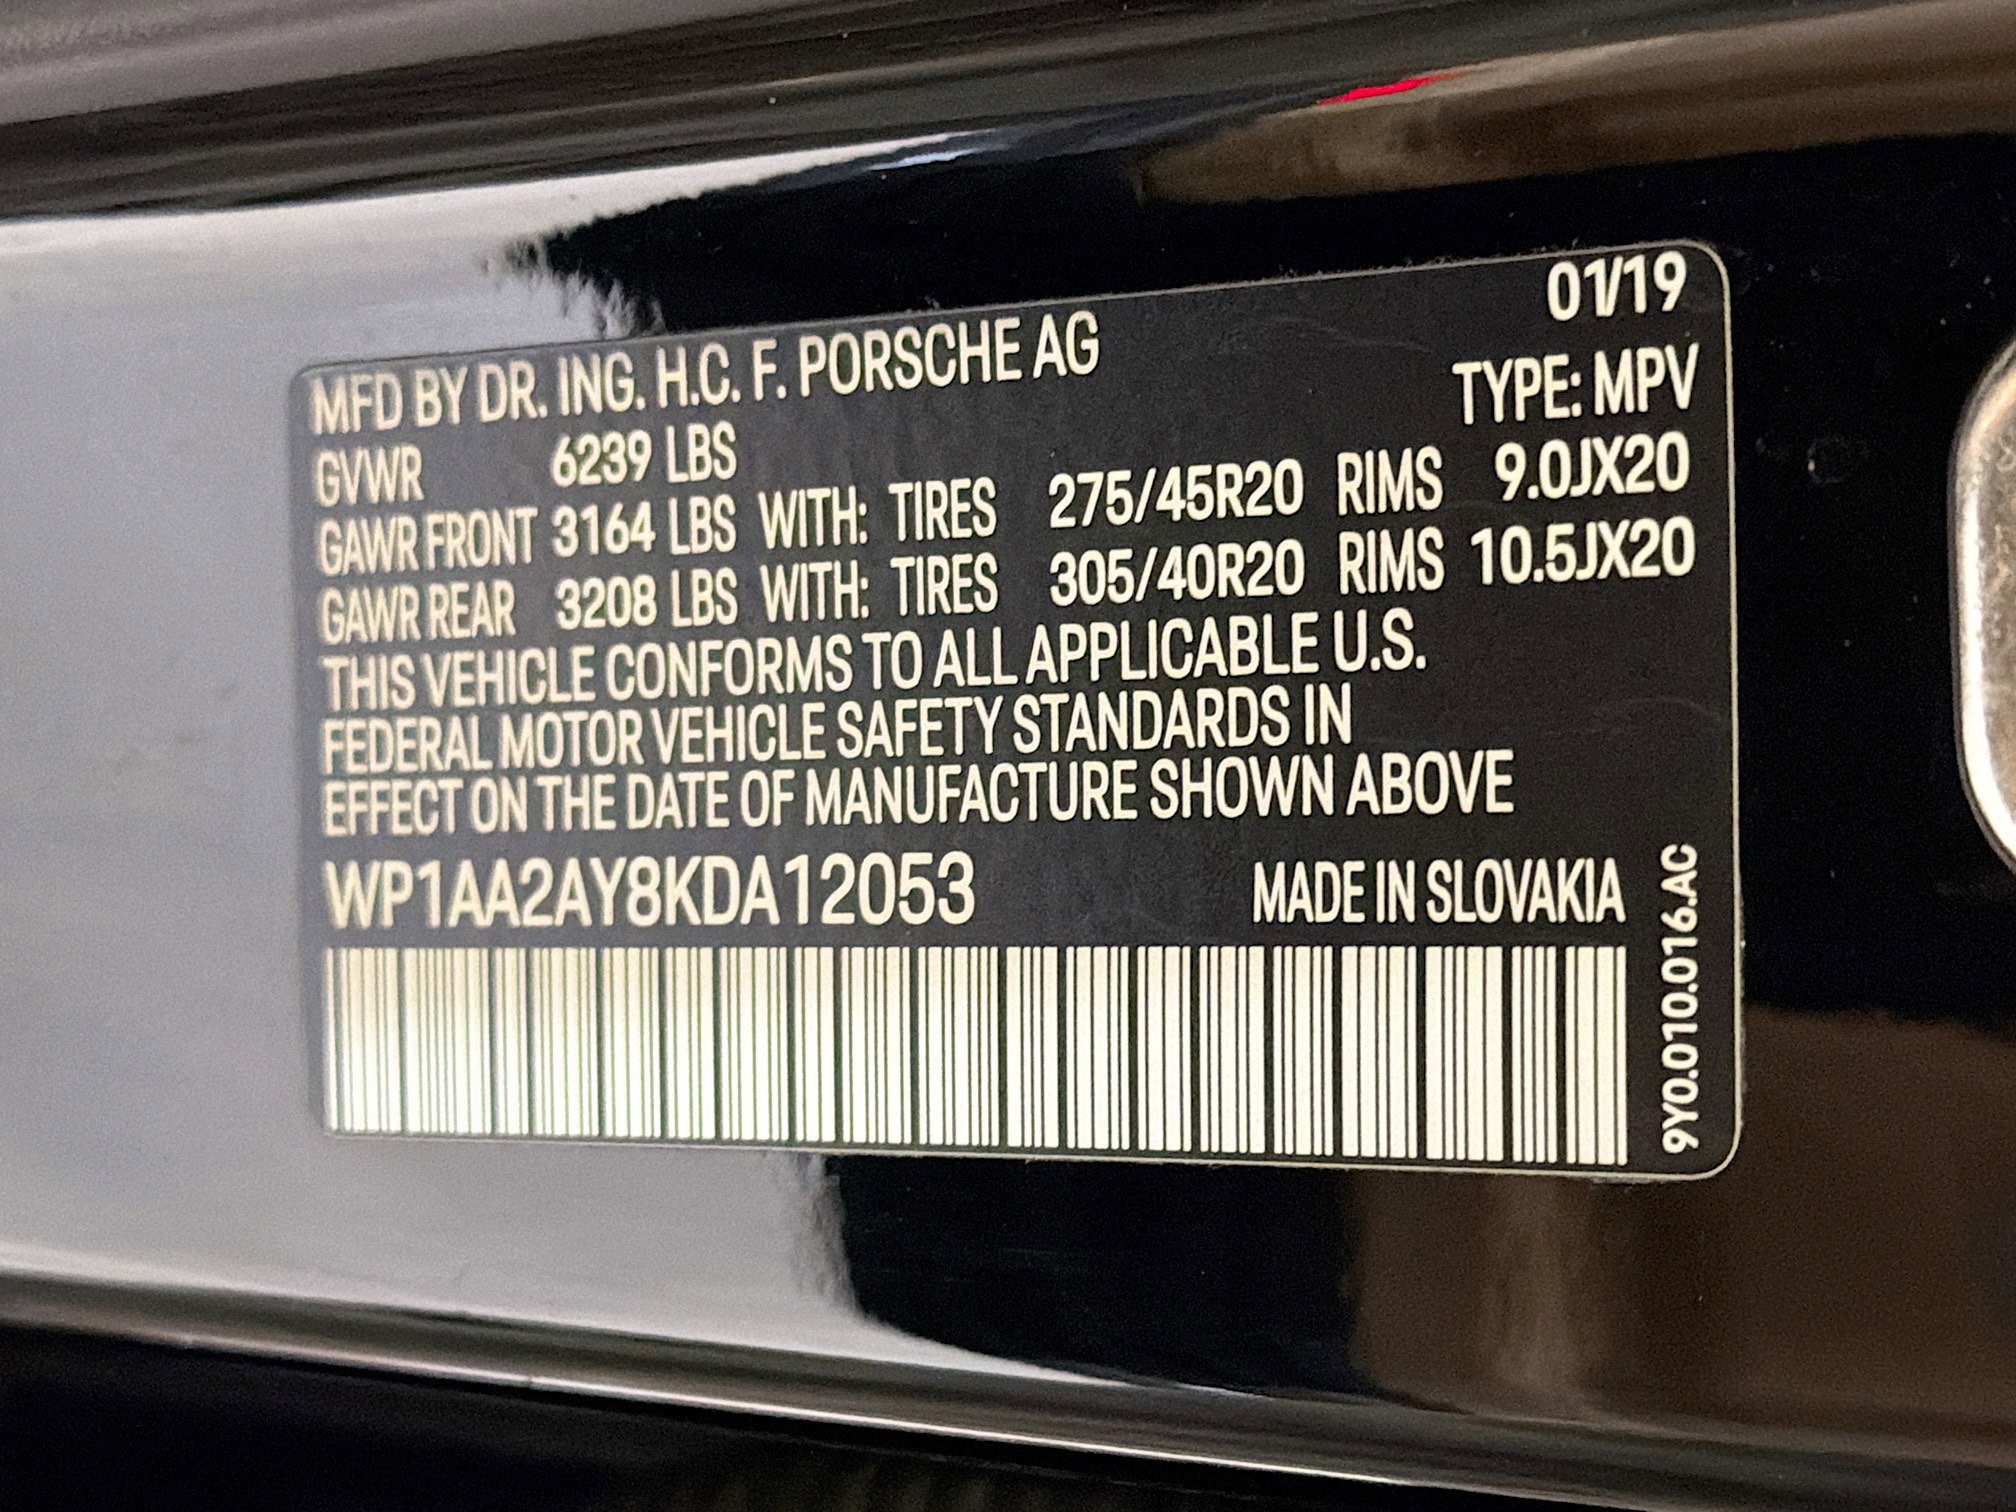 01/19
MFD BY DR. ING. H.C. F. PORSCHE AG
TYPE: MPV
GVWR 6239 LBS
GAWR FRONT 3164 LBS WITH: TIRES 275/45R20 RIMS 9.0JX20
GAWR REAR 3208 LBS WITH: TIRES 305/40R20 RIMS 10.5JX20
THIS VEHICLE CONFORMS TO ALL APPLICABLE U.S.
FEDERAL MOTOR VEHICLE SAFETY STANDARDS IN
EFFECT ON THE DATE OF MANUFACTURE SHOWN ABOVE
WP1AA2AY8KDA12053 MADE IN SLOVAKIA
9Y0.010.016.AC